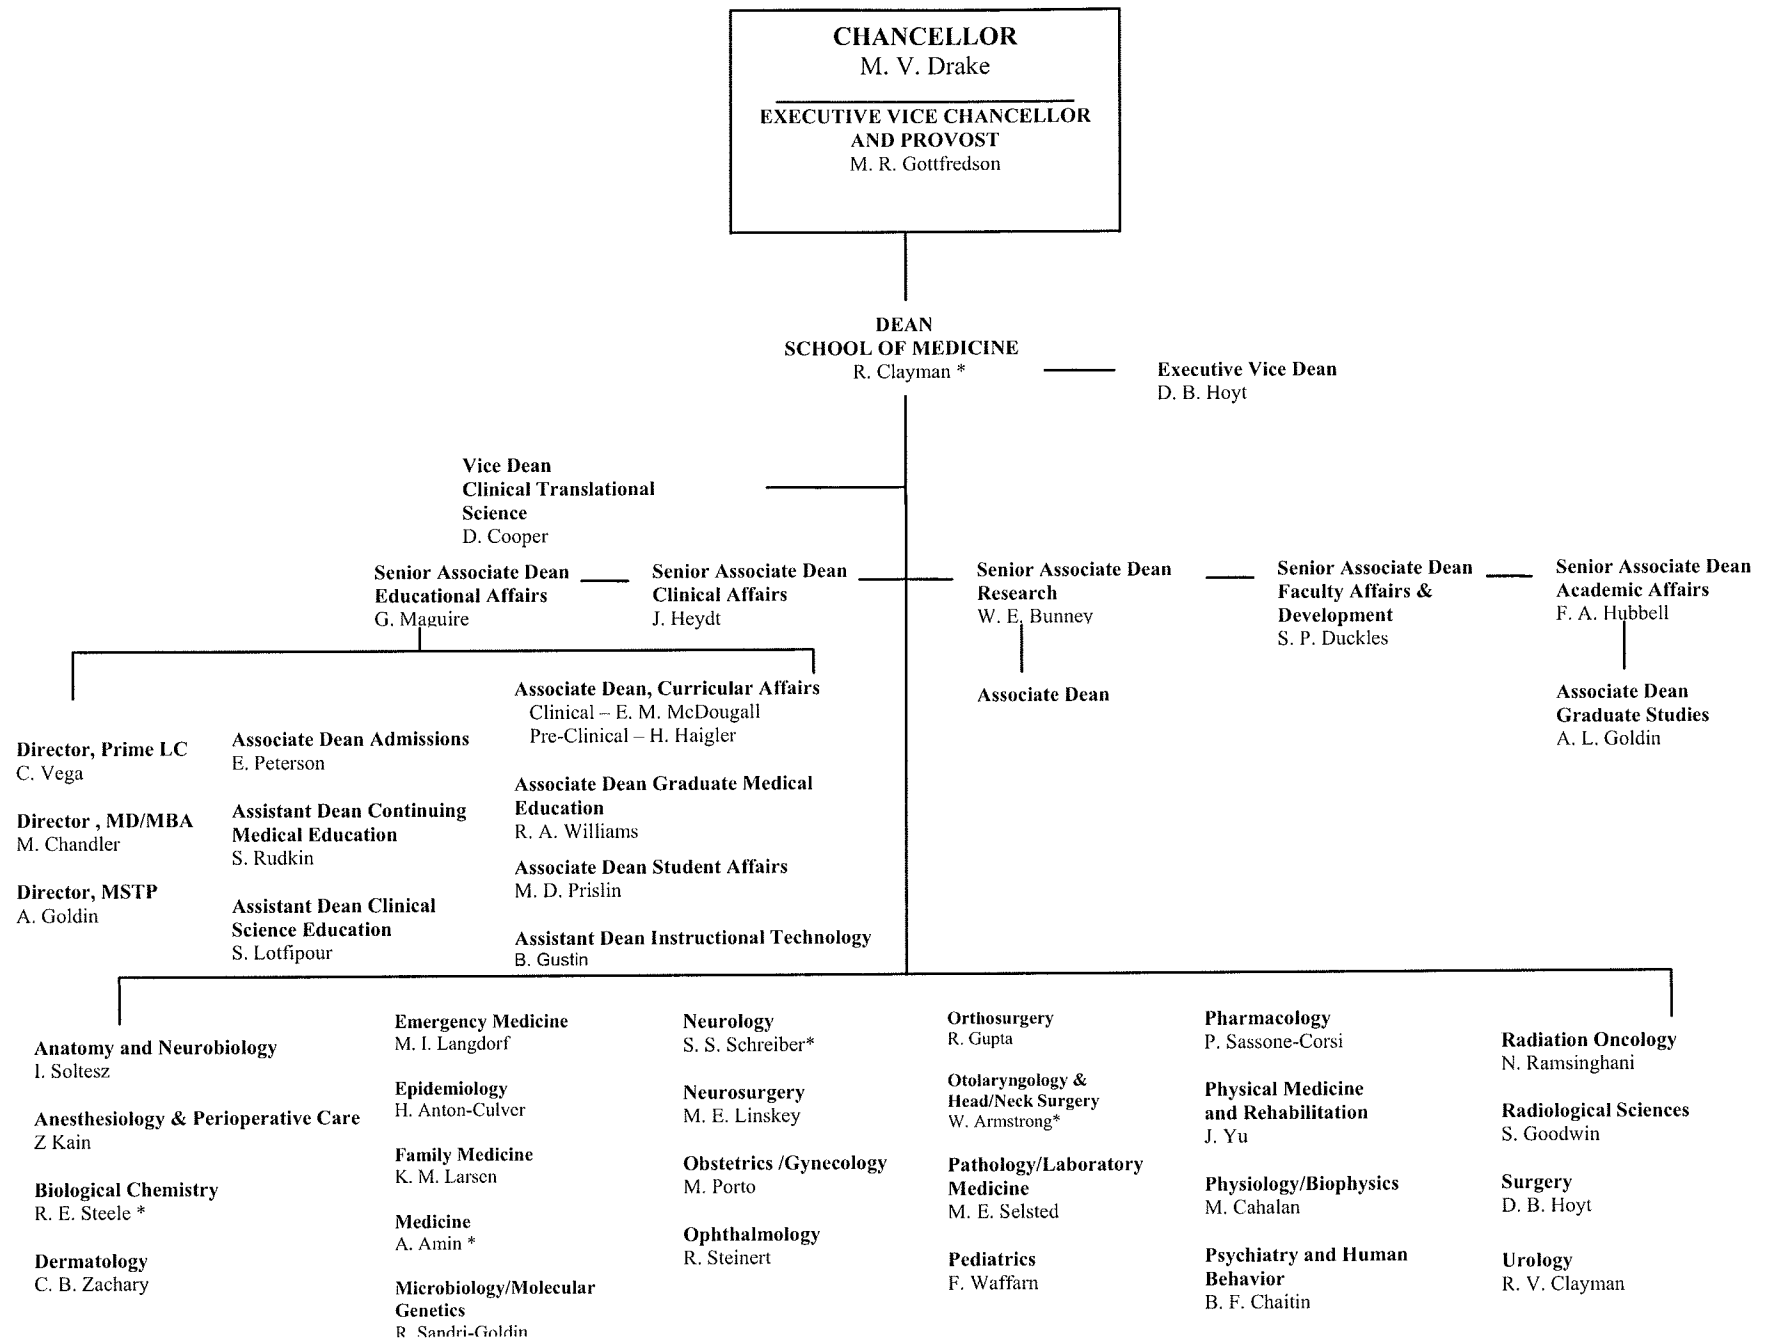 CHANCELLOR
M. V. Drake
EXECUTIVE VICE CHANCELLOR
AND PROVOST
M. R. Gottfredson
DEAN
SCHOOL OF MEDICINE
R. Clayman *
Executive Vice Dean
D. B. Hoyt
Vice Dean
Clinical Translational
Science
D. Cooper
Senior Associate Dean
Educational Affairs
G. Maguire
Senior Associate Dean
Clinical Affairs
J. Heydt
Senior Associate Dean
Research
W. E. Bunney
Senior Associate Dean
Faculty Affairs &
Development
S. P. Duckles
Senior Associate Dean
Academic Affairs
F. A. Hubbell
Associate Dean
Associate Dean
Graduate Studies
A. L. Goldin
Director, Prime LC
C. Vega
Director , MD/MBA
M. Chandler
Director, MSTP
A. Goldin
Associate Dean Admissions
E. Peterson
Assistant Dean Continuing
Medical Education
S. Rudkin
Assistant Dean Clinical
Science Education
S. Lotfipour
Associate Dean, Curricular Affairs
Clinical – E. M. McDougall
Pre-Clinical – H. Haigler
Associate Dean Graduate Medical
Education
R. A. Williams
Associate Dean Student Affairs
M. D. Prislin
Assistant Dean Instructional Technology
B. Gustin
Anatomy and Neurobiology
I. Soltesz
Anesthesiology & Perioperative Care
Z Kain
Biological Chemistry
R. E. Steele *
Dermatology
C. B. Zachary
Emergency Medicine
M. I. Langdorf
Epidemiology
H. Anton-Culver
Family Medicine
K. M. Larsen
Medicine
A. Amin *
Microbiology/Molecular
Genetics
R. Sandri-Goldin
Neurology
S. S. Schreiber*
Neurosurgery
M. E. Linskey
Obstetrics /Gynecology
M. Porto
Ophthalmology
R. Steinert
Orthosurgery
R. Gupta
Otolaryngology &
Head/Neck Surgery
W. Armstrong*
Pathology/Laboratory
Medicine
M. E. Selsted
Pediatrics
F. Waffarn
Pharmacology
P. Sassone-Corsi
Physical Medicine
and Rehabilitation
J. Yu
Physiology/Biophysics
M. Cahalan
Psychiatry and Human
Behavior
B. F. Chaitin
Radiation Oncology
N. Ramsinghani
Radiological Sciences
S. Goodwin
Surgery
D. B. Hoyt
Urology
R. V. Clayman